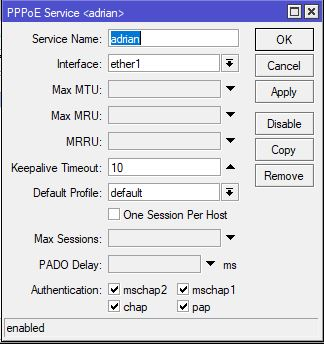 PPPoE Service <adrian>
Service Name: adrian
OK
Interface: ether1
Cancel
Max MTU:
Apply
Max MRU:
Disable
MRRU:
Copy
Keepalive Timeout: 10
Remove
Default Profile: default
One Session Per Host
Max Sessions:
PADO Delay: ms
Authentication: mschap2 mschap1
chap pap
enabled